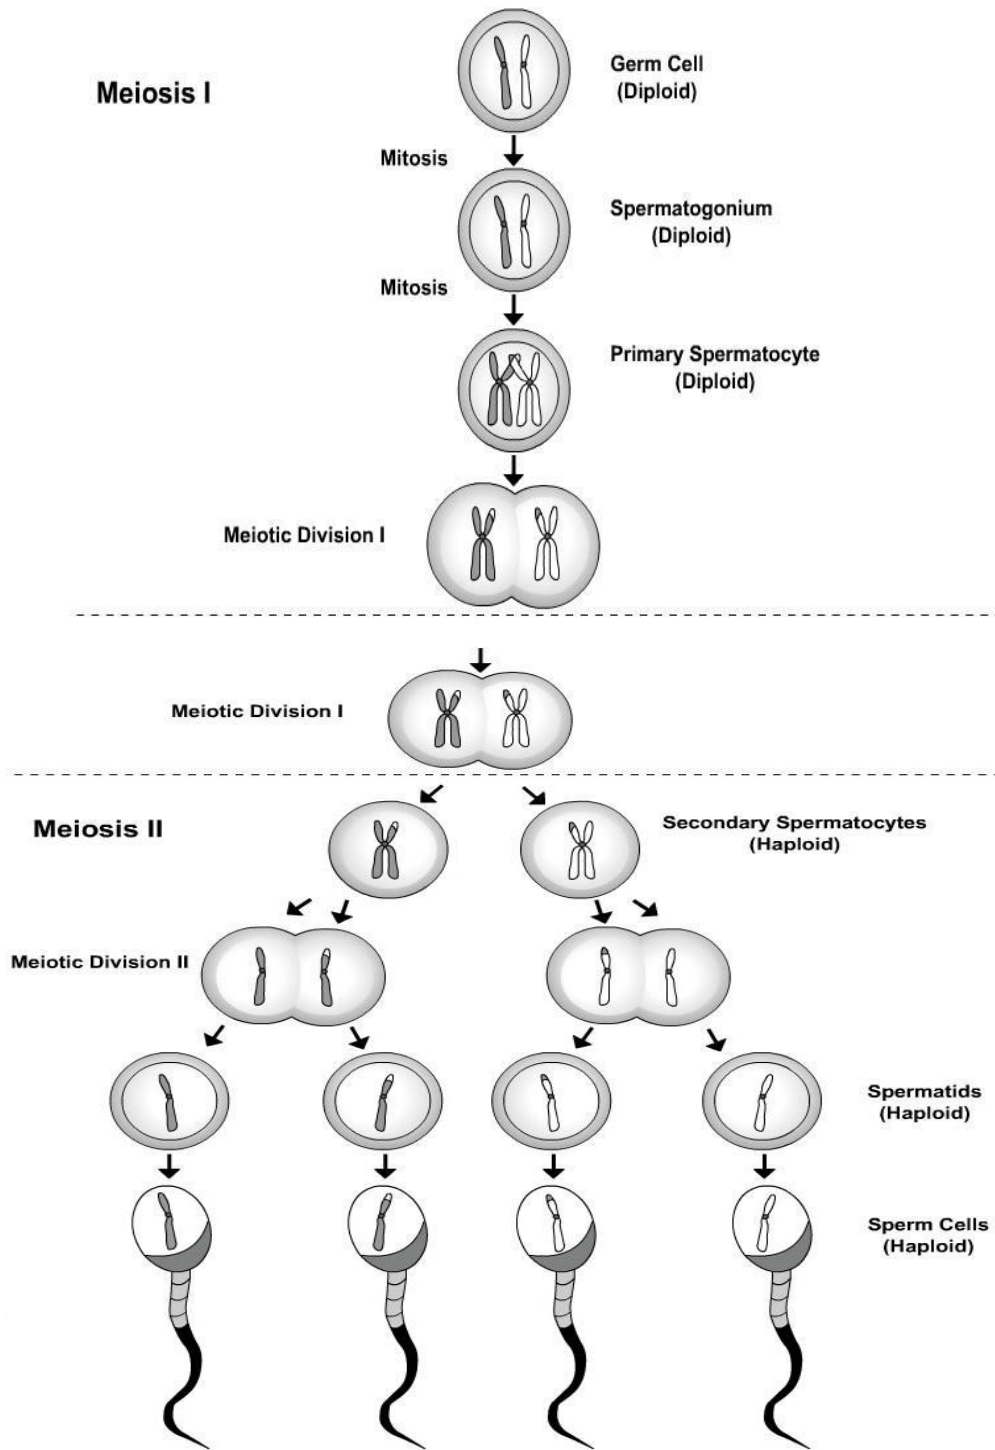 Meiosis I
Germ Cell
(Diploid)
Mitosis
Spermatogonium
(Diploid)
Mitosis
Primary Spermatocyte
(Diploid)
Meiotic Division I
Meiotic Division I
Meiosis II
Secondary Spermatocytes
(Haploid)
Meiotic Division II
Spermatids
(Haploid)
Sperm Cells
(Haploid)